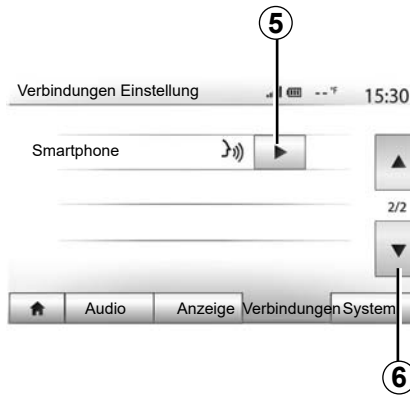 5
Verbindungen Einstellung --°F 15:30
Smartphone
2/2
Audio Anzeige Verbindungen System
6